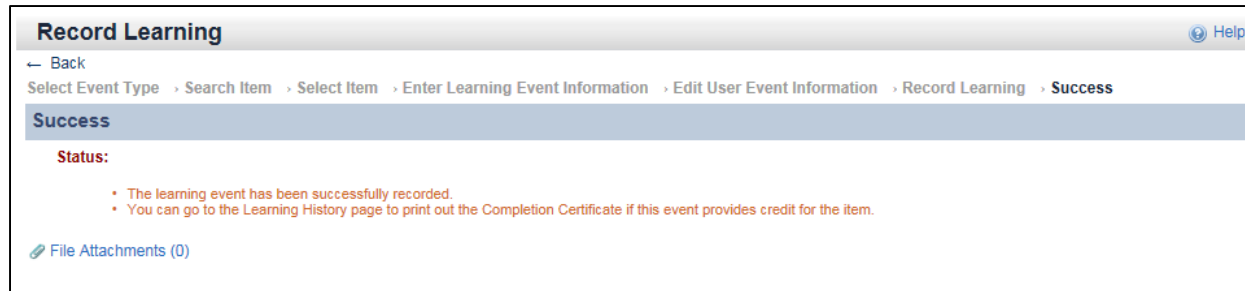 Record Learning
Help
← Back
Select Event Type › Search Item › Select Item › Enter Learning Event Information › Edit User Event Information › Record Learning › Success
Success
Status:
• The learning event has been successfully recorded.
• You can go to the Learning History page to print out the Completion Certificate if this event provides credit for the item.
File Attachments (0)